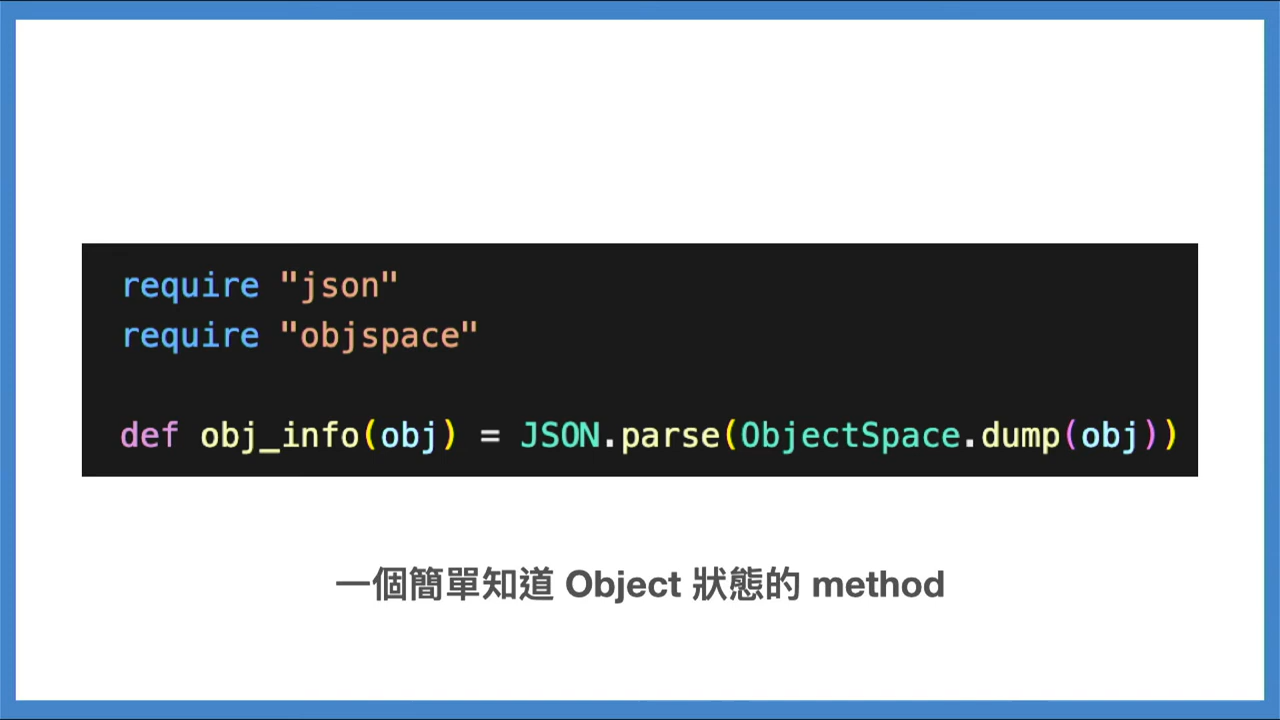 require "json"
require "objspace"
def obj_info(obj) = JSON.parse(ObjectSpace.dump(obj))
一個簡單知道 Object 狀態的 method